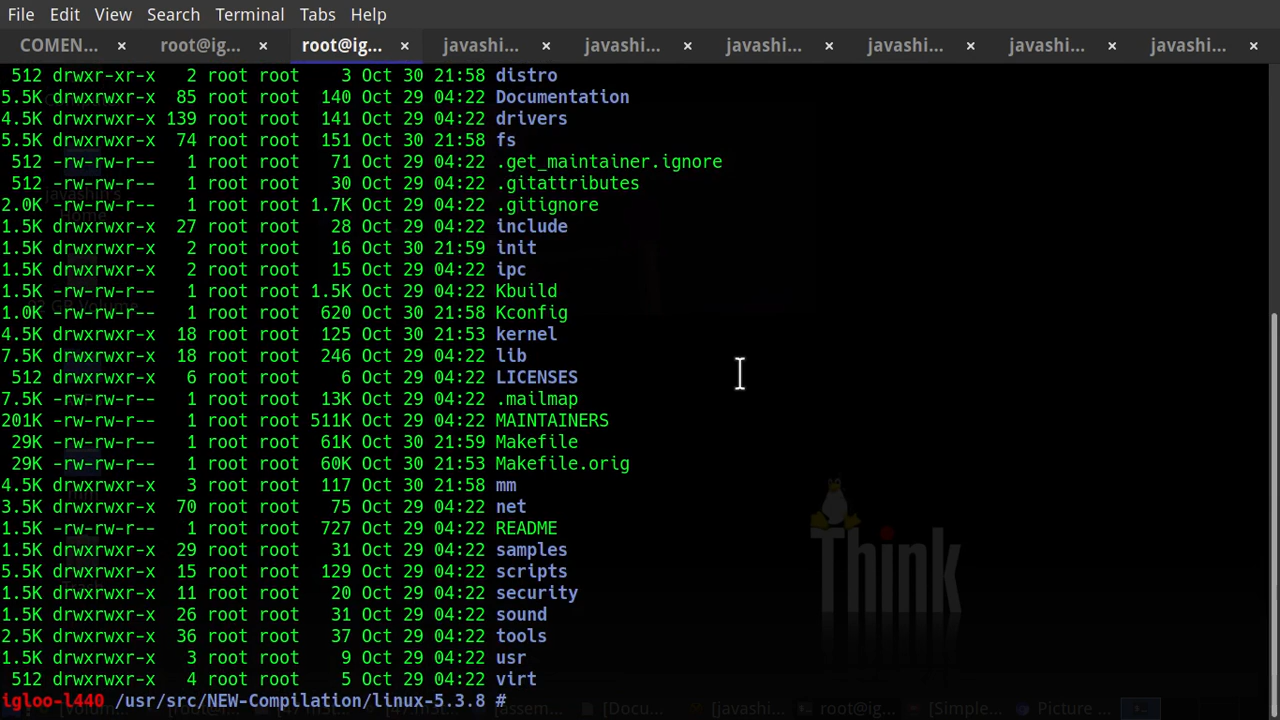 File Edit View Search Terminal Tabs Help
COMEN... × root@ig... × root@ig... × javashi... × javashi... × javashi... × javashi... × javashi... × javashi... ×
512 drwxr-xr-x 2 root root 3 Oct 30 21:58 distro
5.5K drwxrwxr-x 85 root root 140 Oct 29 04:22 Documentation
4.5K drwxrwxr-x 139 root root 141 Oct 29 04:22 drivers
5.5K drwxrwxr-x 74 root root 151 Oct 30 21:58 fs
512 -rw-rw-r-- 1 root root 71 Oct 29 04:22 .get_maintainer.ignore
512 -rw-rw-r-- 1 root root 30 Oct 29 04:22 .gitattributes
2.0K -rw-rw-r-- 1 root root 1.7K Oct 29 04:22 .gitignore
1.5K drwxrwxr-x 27 root root 28 Oct 29 04:22 include
1.5K drwxrwxr-x 2 root root 16 Oct 30 21:59 init
1.5K drwxrwxr-x 2 root root 15 Oct 29 04:22 ipc
1.5K -rw-rw-r-- 1 root root 1.5K Oct 29 04:22 Kbuild
1.0K -rw-rw-r-- 1 root root 620 Oct 30 21:58 Kconfig
4.5K drwxrwxr-x 18 root root 125 Oct 30 21:53 kernel
7.5K drwxrwxr-x 18 root root 246 Oct 29 04:22 lib
512 drwxrwxr-x 6 root root 6 Oct 29 04:22 LICENSES
7.5K -rw-rw-r-- 1 root root 13K Oct 29 04:22 .mailmap
201K -rw-rw-r-- 1 root root 511K Oct 29 04:22 MAINTAINERS
29K -rw-rw-r-- 1 root root 61K Oct 30 21:59 Makefile
29K -rw-rw-r-- 1 root root 60K Oct 30 21:53 Makefile.orig
4.5K drwxrwxr-x 3 root root 117 Oct 30 21:58 mm
3.5K drwxrwxr-x 70 root root 75 Oct 29 04:22 net
1.5K -rw-rw-r-- 1 root root 727 Oct 29 04:22 README
1.5K drwxrwxr-x 29 root root 31 Oct 29 04:22 samples
5.5K drwxrwxr-x 15 root root 129 Oct 29 04:22 scripts
1.5K drwxrwxr-x 11 root root 20 Oct 29 04:22 security
1.5K drwxrwxr-x 26 root root 31 Oct 29 04:22 sound
2.5K drwxrwxr-x 36 root root 37 Oct 29 04:22 tools
1.5K drwxrwxr-x 3 root root 9 Oct 29 04:22 usr
512 drwxrwxr-x 4 root root 5 Oct 29 04:22 virt
igloo-l440 /usr/src/NEW-Compilation/linux-5.3.8 #
Think